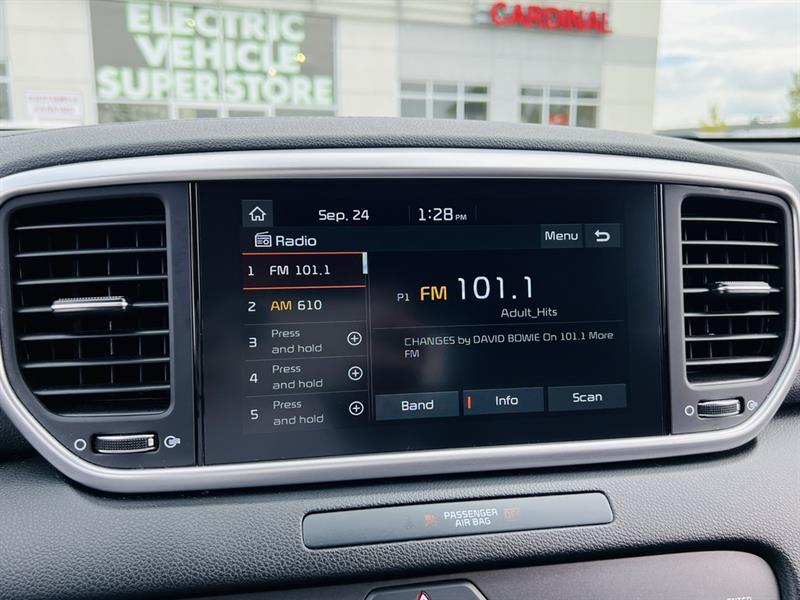 ELECTRIC
VEHICLE
SUPERSTORE
CARDINAL
Sep. 24
1:28 PM
Radio
Menu
1 FM 101.1
2 AM 610
3 Press
and hold
4 Press
and hold
5 Press
and hold
P1 FM 101.1
Adult_Hits
CHANGES by DAVID BOWIE On 101.1 More
FM
Band
Info
Scan
PASSENGER
AIR BAG
OFF